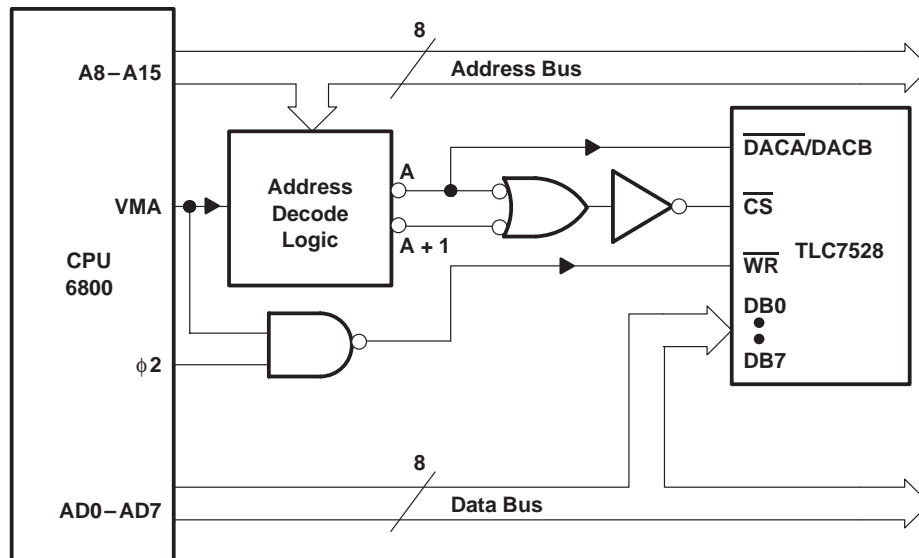 8
A8–A15
Address Bus
A
DACA/DACB
Address
Decode
Logic
VMA
CS
A + 1
TLC7528
CPU
6800
WR
DB0
DB7
ϕ2
8
AD0–AD7
Data Bus